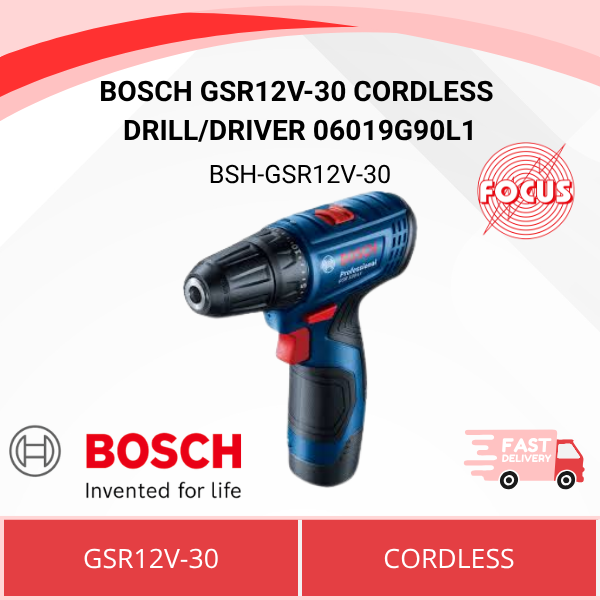 BOSCH GSR12V-30 CORDLESS
DRILL/DRIVER 06019G90L1
BSH-GSR12V-30
FOCUS
BOSCH
Professional
BOSCH
Invented for life
FAST
DELIVERY
GSR12V-30
CORDLESS